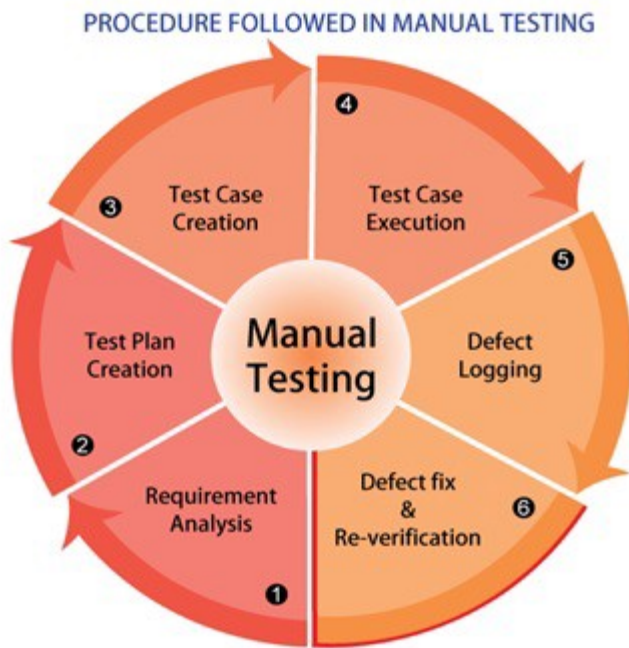 PROCEDURE FOLLOWED IN MANUAL TESTING
Manual
Testing
1
Requirement
Analysis
2
Test Plan
Creation
3
Test Case
Creation
4
Test Case
Execution
5
Defect
Logging
6
Defect fix
&
Re-verification